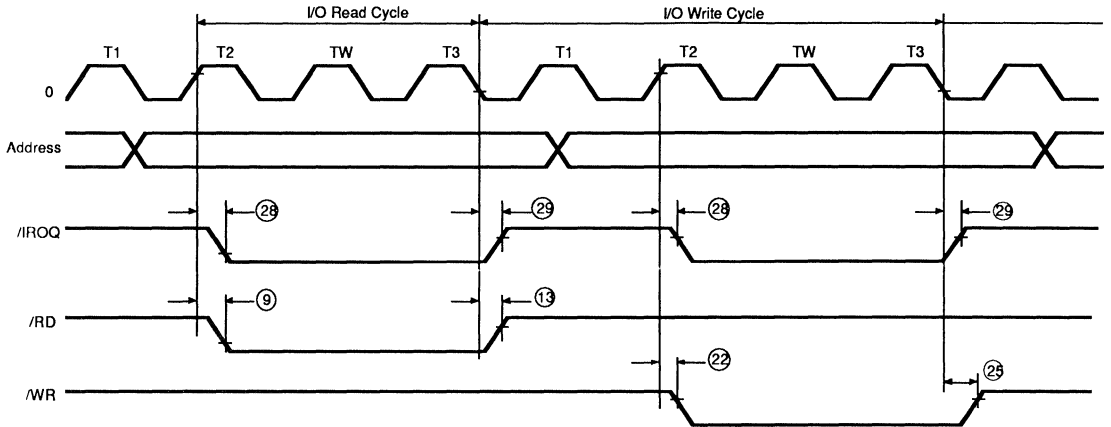 I/O Read Cycle I/O Write Cycle
T1 T2 TW T3 T1 T2 TW T3
0
Address
28 29 28 29
/IROQ
9 13
/RD
22 25
/WR